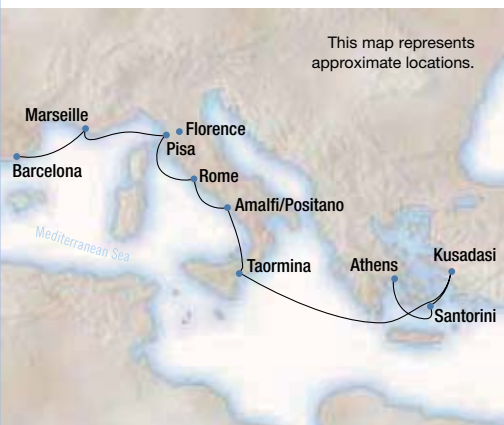 This map represents
approximate locations.
Marseille
Florence
Pisa
Barcelona
Rome
Amalfi/Positano
Mediterranean Sea
Taormina
Athens
Kusadasi
Santorini